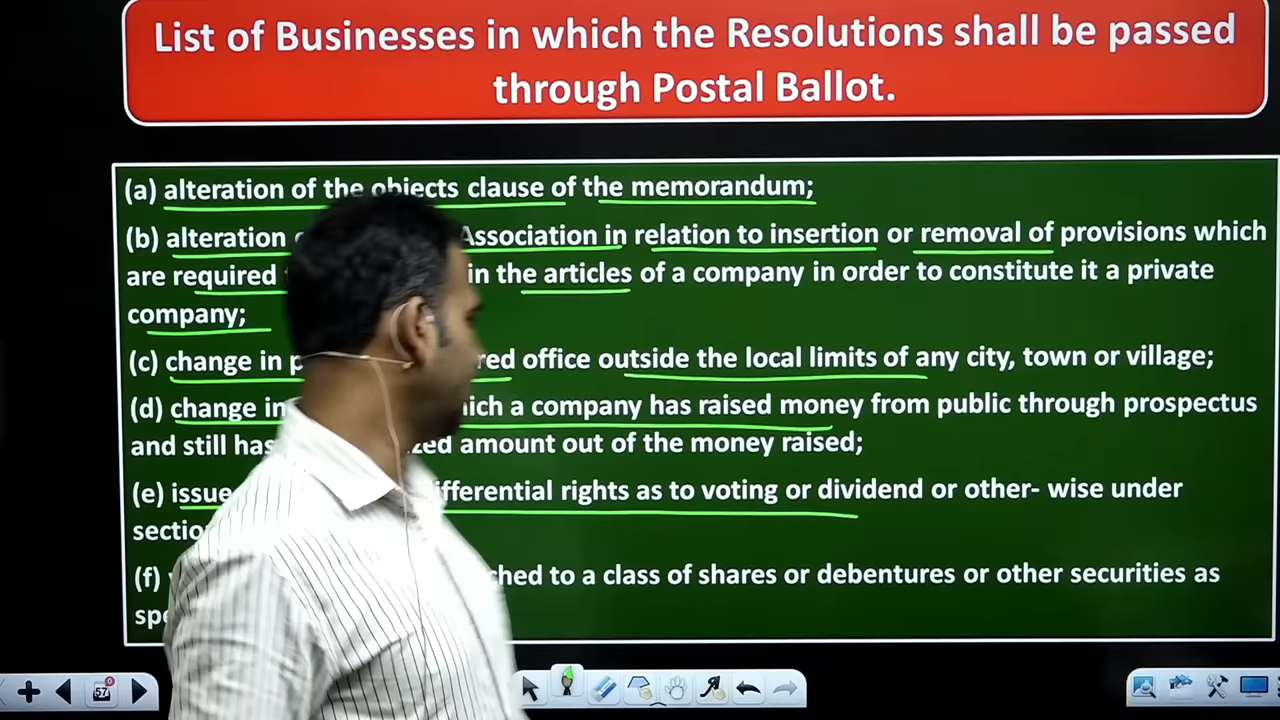 List of Businesses in which the Resolutions shall be passed
through Postal Ballot.
(a) alteration of the objects clause of the memorandum;
(b) alteration Association in relation to insertion or removal of provisions which
are required in the articles of a company in order to constitute it a private
company;
(c) change in office outside the local limits of any city, town or village;
(d) change in a company has raised money from public through prospectus
and still has amount out of the money raised;
(e) issue differential rights as to voting or dividend or other- wise under
(f) to a class of shares or debentures or other securities as
57